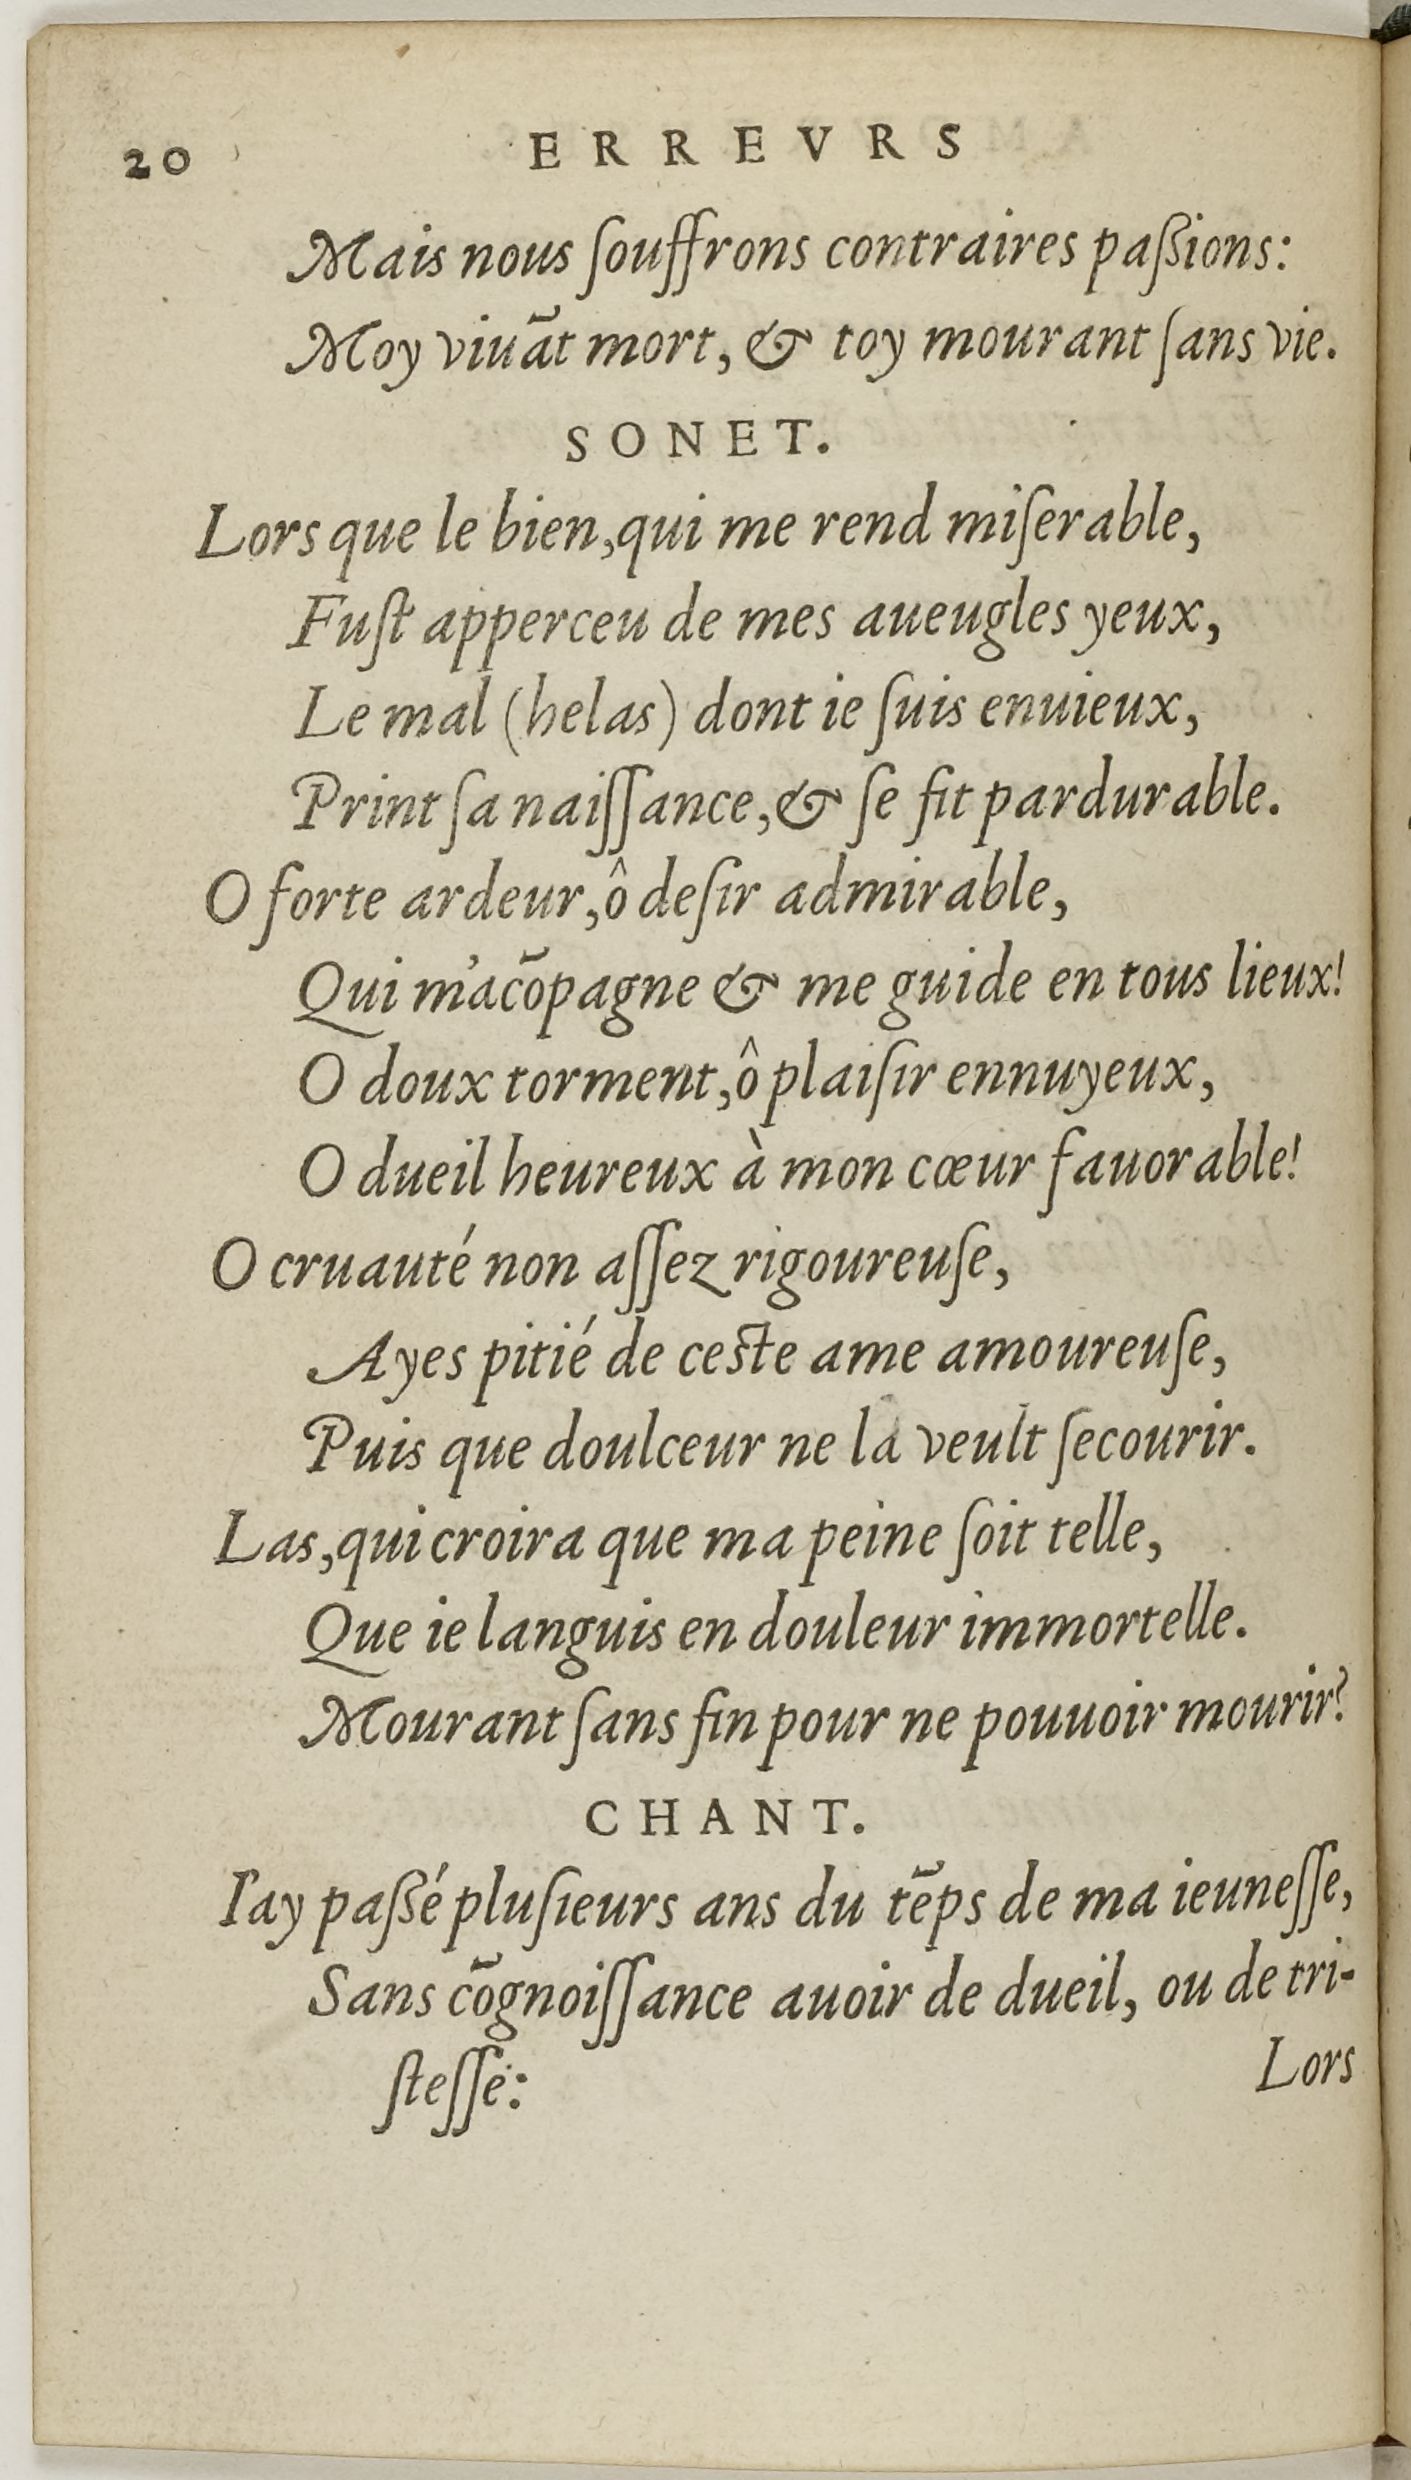 20 ERREVRS
Mais nous ſouffrons contraires paßions:
Moy viuãt mort, & toy mourant ſans vie.
SONET.
Lors que le bien, qui me rend miſerable,
Fuſt apperceu de mes aueugles yeux,
Le mal (helas) dont ie ſuis enuieux,
Print ſa naiſſance, & ſe fit pardurable.
O forte ardeur, ô deſir admirable,
Qui m'acõpagne & me guide en tous lieux!
O doux torment, ô plaiſir ennuyeux,
O dueil heureux à mon cœur fauorable!
O cruauté non aſſez rigoureuſe,
Ayes pitié de ceſte ame amoureuſe,
Puis que doulceur ne la veult ſecourir.
Las, qui croira que ma peine ſoit telle,
Que ie languis en douleur immortelle.
Mourant ſans fin pour ne pouuoir mourir?
CHANT.
I'ay paßé pluſieurs ans du tẽps de ma ieuneſſe,
Sans cõgnoiſſance auoir de dueil, ou de tri-
ſteſſe:
Lors